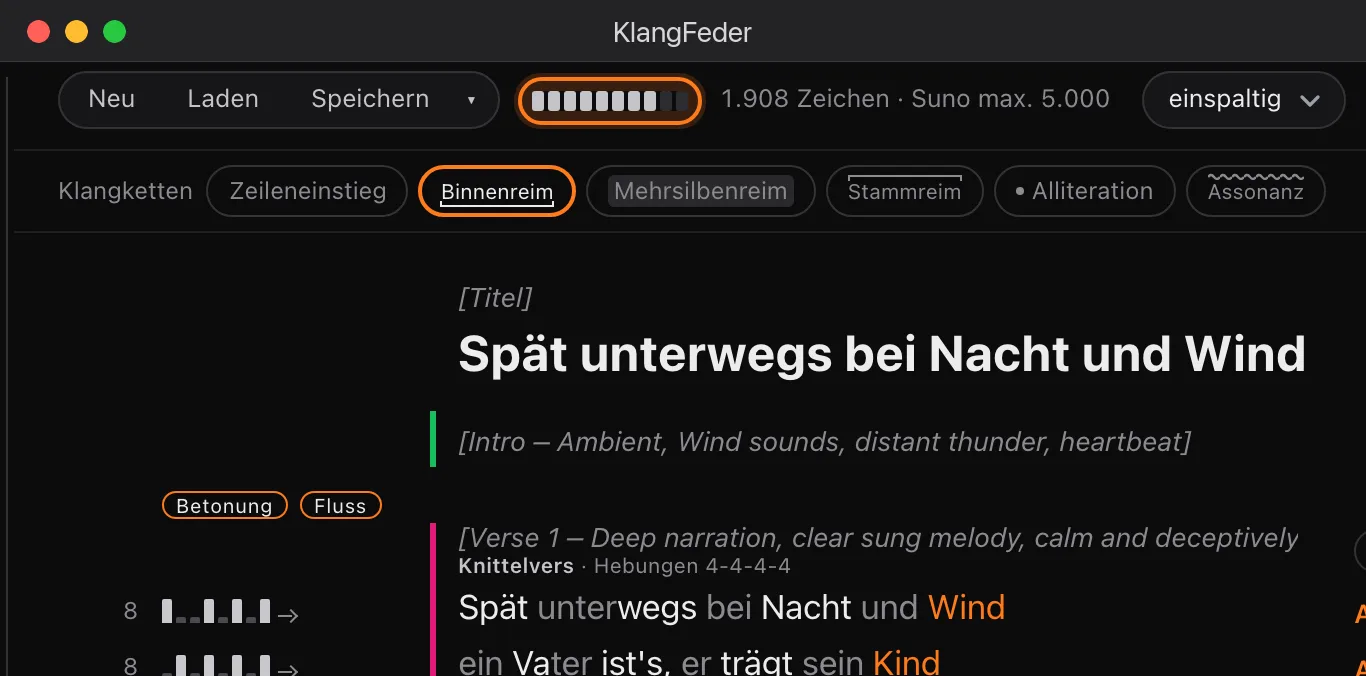 KlangFeder
Neu Laden Speichern ▾ 1.908 Zeichen · Suno max. 5.000 einspaltig
Klangketten Zeileneinstieg Binnenreim Mehrsilbenreim Stammreim • Alliteration Assonanz
[Titel]
Spät unterwegs bei Nacht und Wind
[Intro – Ambient, Wind sounds, distant thunder, heartbeat]
Betonung Fluss
[Verse 1 – Deep narration, clear sung melody, calm and deceptively
Knittelvers · Hebungen 4-4-4-4
8 → Spät unterwegs bei Nacht und Wind
8 → ein Vater ist's, er trägt sein Kind